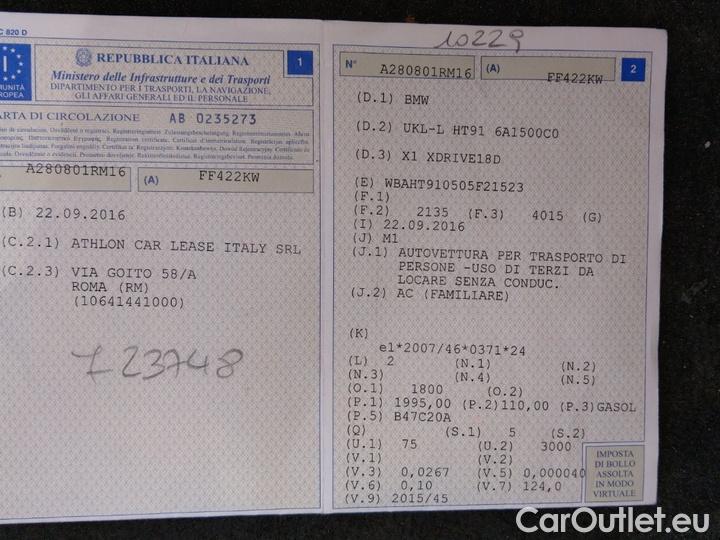 C 820 D
REPUBBLICA ITALIANA
1
Ministero delle Infrastrutture e dei Trasporti
DIPARTIMENTO PER I TRASPORTI, LA NAVIGAZIONE,
GLI AFFARI GENERALI ED IL PERSONALE
ARTA DI CIRCOLAZIONE AB 0235273
A280801RM16 (A) FF422KW
(B) 22.09.2016
(C.2.1) ATHLON CAR LEASE ITALY SRL
(C.2.3) VIA GOITO 58/A
ROMA (RM)
(10641441000)
723748
10229
N° A280801RM16 (A) FF422KW 2
(D.1) BMW
(D.2) UKL-L HT91 6A1500C0
(D.3) X1 XDRIVE18D
(E) WBAHT910505F21523
(F.1)
(F.2) 2135 (F.3) 4015 (G)
(I) 22.09.2016
(J) M1
(J.1) AUTOVETTURA PER TRASPORTO DI
PERSONE -USO DI TERZI DA
LOCARE SENZA CONDUC.
(J.2) AC (FAMILIARE)
(K)
e1*2007/46*0371*24
(L) 2 (N.1) (N.2)
(N.3) (N.4) (N.5)
(O.1) 1800 (O.2)
(P.1) 1995,00 (P.2)110,00 (P.3)GASOL
(P.5) B47C20A
(Q) (S.1) 5 (S.2)
(U.1) 75 (U.2) 3000
(V.1) (V.2)
(V.3) 0,0267 (V.5) 0,000040
(V.6) 0,10 (V.7) 124,0
(V.9) 2015/45
IMPOSTA
DI BOLLO
ASSOLTA
IN MODO
VIRTUALE
CarOutlet.eu